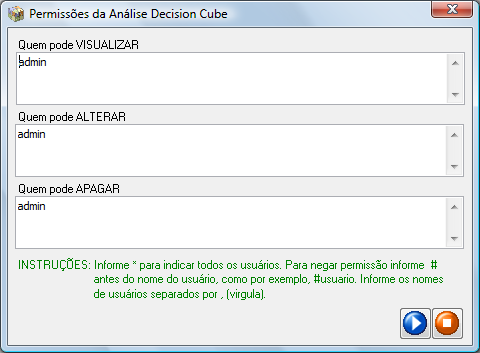 Permissões da Análise Decision Cube
Quem pode VISUALIZAR
admin
Quem pode ALTERAR
admin
Quem pode APAGAR
admin
INSTRUÇÕES: Informe * para indicar todos os usuários. Para negar permissão informe #
antes do nome do usuário, como por exemplo, #usuario. Informe os nomes
de usuários separados por , (virgula).